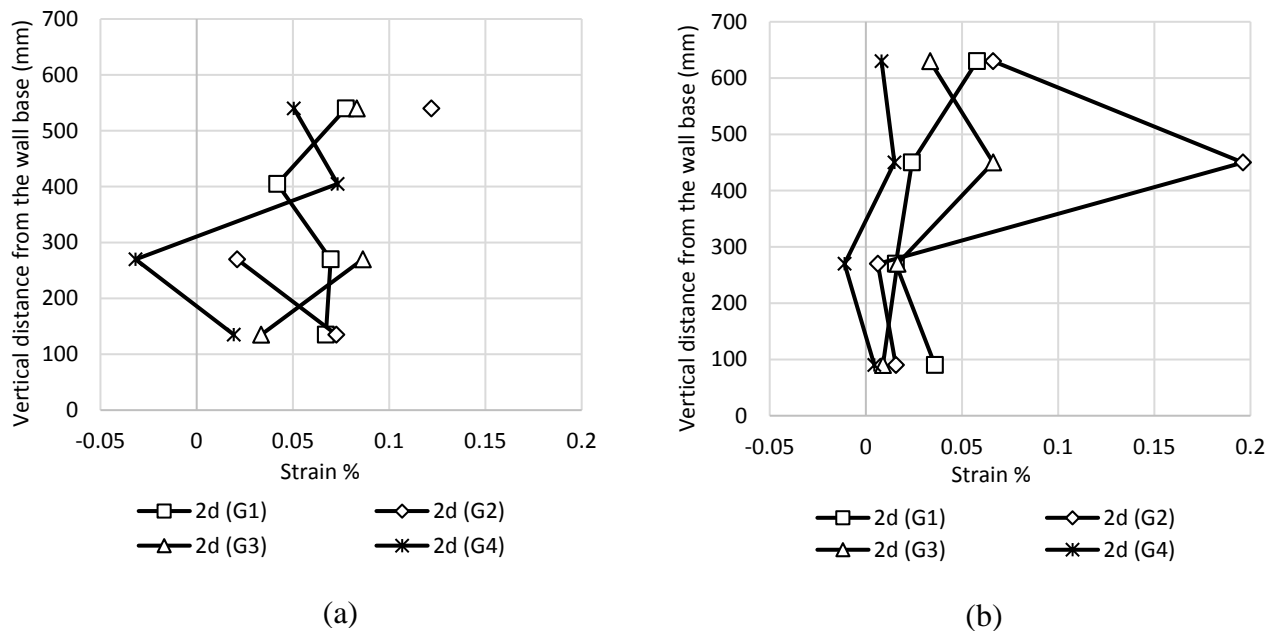 700
600
500
400
300
200
100
0
Vertical distance from the wall base (mm)
-0.05 0 0.05 0.1 0.15 0.2
Strain %
2d (G1) 2d (G2)
2d (G3) 2d (G4)
(a)
700
600
500
400
300
200
100
0
Vertical distance from the wall base (mm)
-0.05 0 0.05 0.1 0.15 0.2
Strain %
2d (G1) 2d (G2)
2d (G3) 2d (G4)
(b)